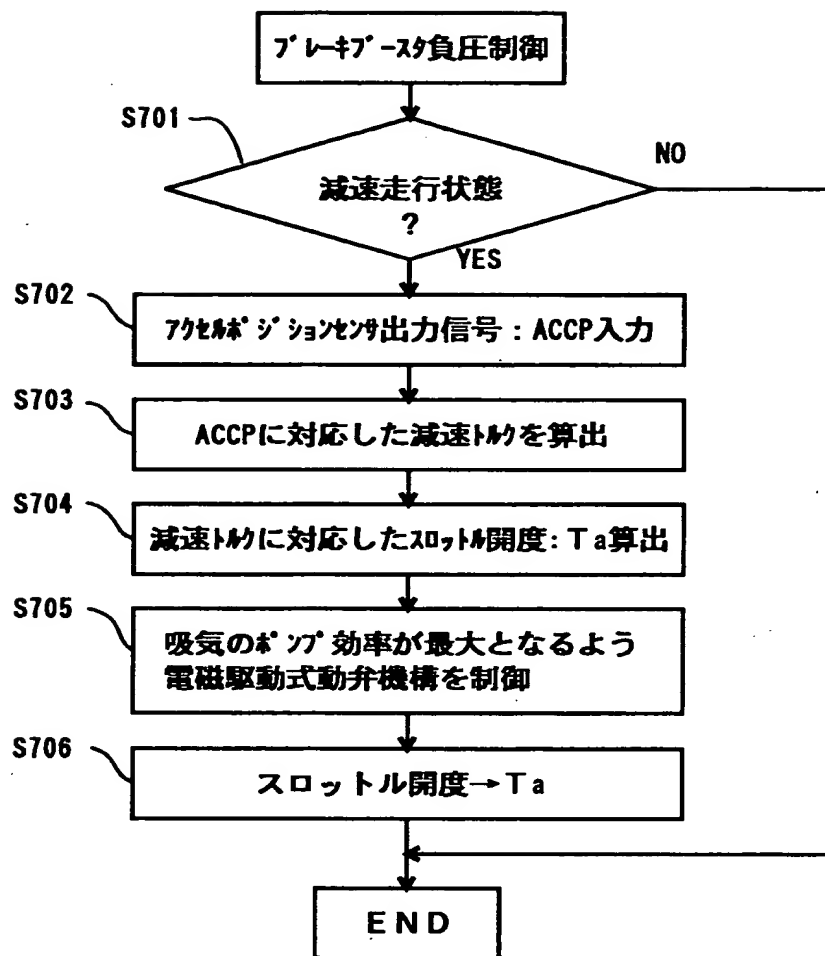 ﾌﾞﾚｰｷﾌﾞｰｽﾀ負圧制御
S701
減速走行状態
?
NO
YES
S702
ｱｸｾﾙﾎﾟｼﾞｼｮﾝｾﾝｻ出力信号：ACCP入力
S703
ACCPに対応した減速ﾄﾙｸを算出
S704
減速ﾄﾙｸに対応したｽﾛｯﾄﾙ開度：Ｔａ算出
S705
吸気のﾎﾟﾝﾌﾟ効率が最大となるよう
電磁駆動式動弁機構を制御
S706
スロットル開度→Ｔａ
ＥＮＤ